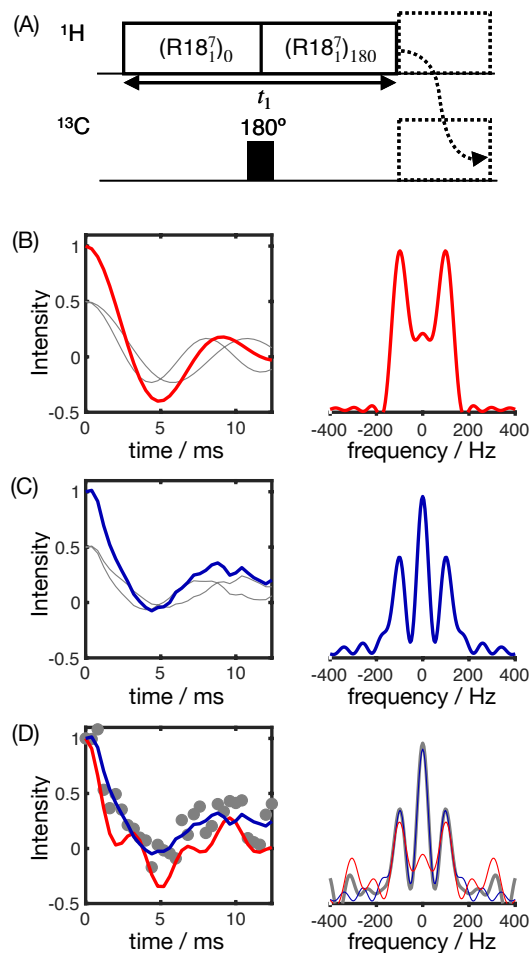 (A)
¹H
(R18₁⁷)₀ (R18₁⁷)₁₈₀
t₁
¹³C
180º
(B)
1
0.5
0
-0.5
Intensity
0 5 10
time / ms
-400 -200 0 200 400
frequency / Hz
(C)
1
0.5
0
-0.5
Intensity
0 5 10
time / ms
-400 -200 0 200 400
frequency / Hz
(D)
1
0.5
0
-0.5
Intensity
0 5 10
time / ms
-400 -200 0 200 400
frequency / Hz